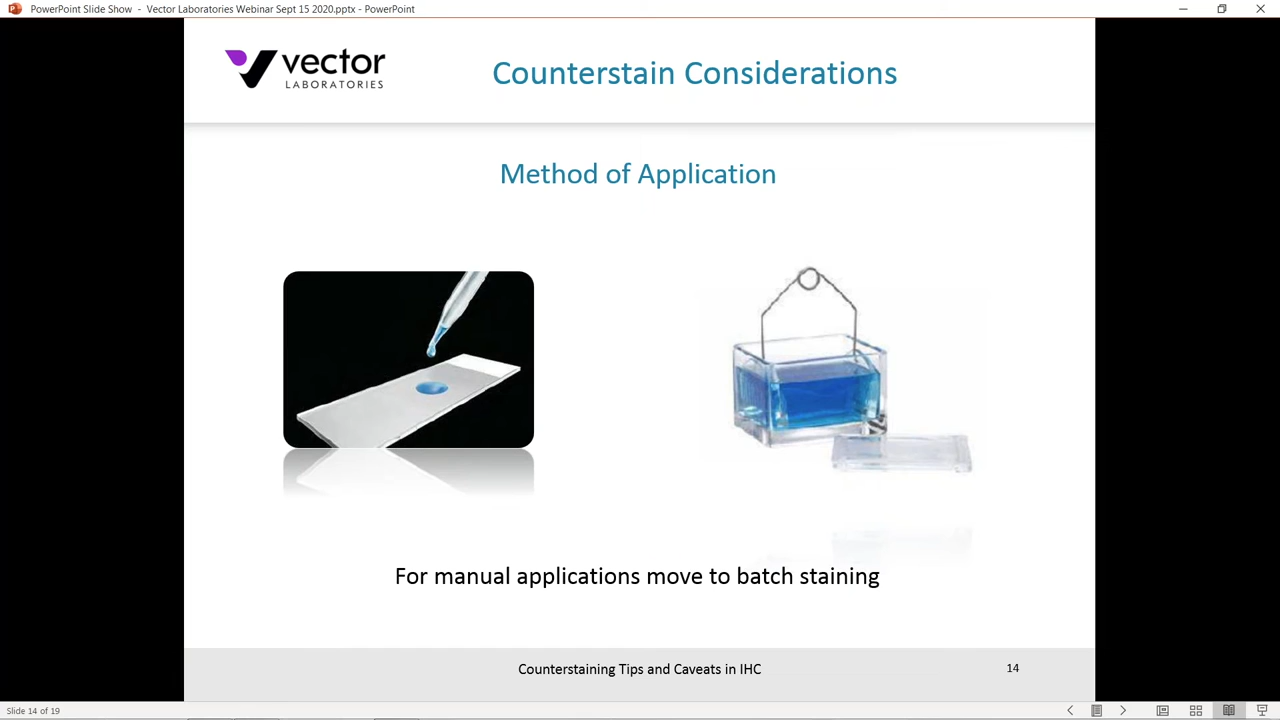 PowerPoint Slide Show - Vector Laboratories Webinar Sept 15 2020.pptx - PowerPoint
vector
LABORATORIES
Counterstain Considerations
Method of Application
For manual applications move to batch staining
Counterstaining Tips and Caveats in IHC
14
Slide 14 of 19